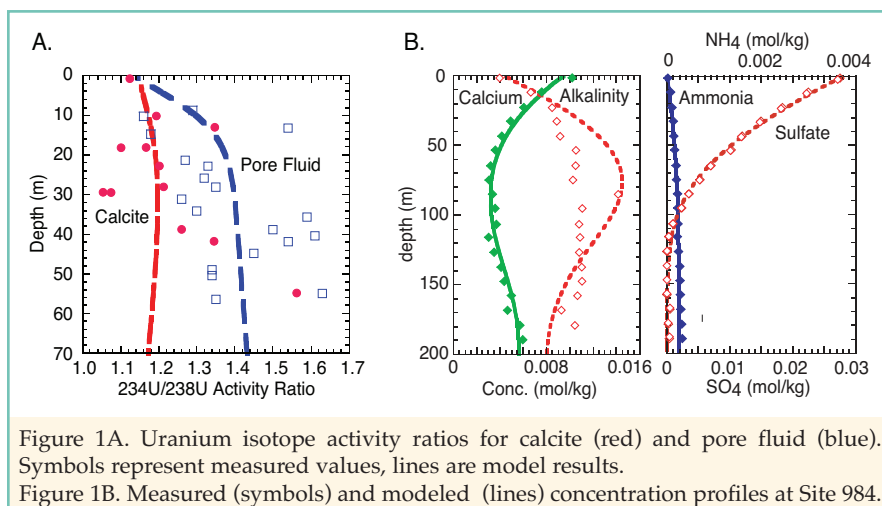 A.
B.
NH4 (mol/kg)
0 0.002 0.004
0
10
20
30
40
50
60
70
Depth (m)
Pore Fluid
Calcite
1.0 1.1 1.2 1.3 1.4 1.5 1.6 1.7
234U/238U Activity Ratio
0
50
100
150
200
depth (m)
Calcium Alkalinity
0 0.008 0.016
Conc. (mol/kg)
Ammonia
Sulfate
0 0.01 0.02 0.03
SO4 (mol/kg)
Figure 1A. Uranium isotope activity ratios for calcite (red) and pore fluid (blue).
Symbols represent measured values, lines are model results.
Figure 1B. Measured (symbols) and modeled (lines) concentration profiles at Site 984.